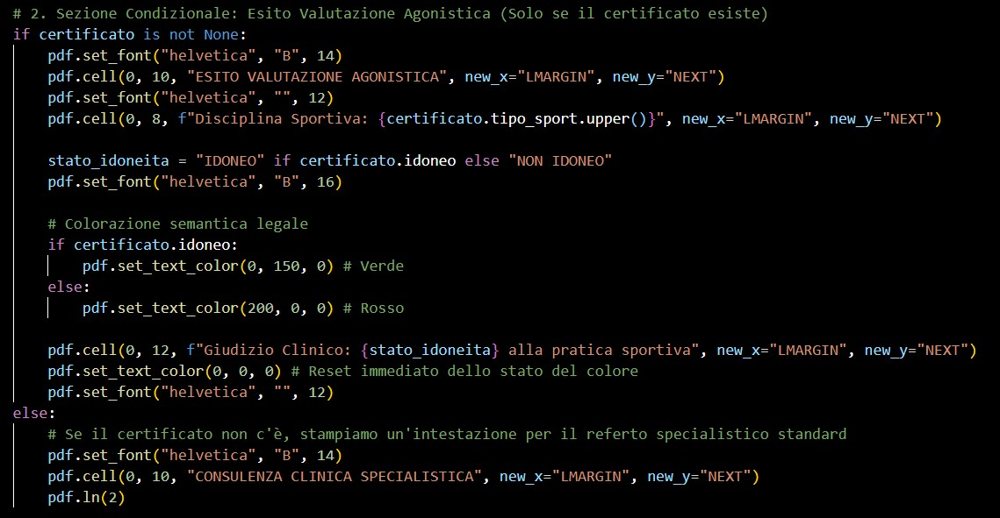 # 2. Sezione Condizionale: Esito Valutazione Agonistica (Solo se il certificato esiste)
if certificato is not None:
    pdf.set_font("helvetica", "B", 14)
    pdf.cell(0, 10, "ESITO VALUTAZIONE AGONISTICA", new_x="LMARGIN", new_y="NEXT")
    pdf.set_font("helvetica", "", 12)
    pdf.cell(0, 8, f"Disciplina Sportiva: {certificato.tipo_sport.upper()}", new_x="LMARGIN", new_y="NEXT")

    stato_idoneita = "IDONEO" if certificato.idoneo else "NON IDONEO"
    pdf.set_font("helvetica", "B", 16)

    # Colorazione semantica legale
    if certificato.idoneo:
        pdf.set_text_color(0, 150, 0) # Verde
    else:
        pdf.set_text_color(200, 0, 0) # Rosso

    pdf.cell(0, 12, f"Giudizio Clinico: {stato_idoneita} alla pratica sportiva", new_x="LMARGIN", new_y="NEXT")
    pdf.set_text_color(0, 0, 0) # Reset immediato dello stato del colore
    pdf.set_font("helvetica", "", 12)
else:
    # Se il certificato non c'è, stampiamo un'intestazione per il referto specialistico standard
    pdf.set_font("helvetica", "B", 14)
    pdf.cell(0, 10, "CONSULENZA CLINICA SPECIALISTICA", new_x="LMARGIN", new_y="NEXT")
    pdf.ln(2)